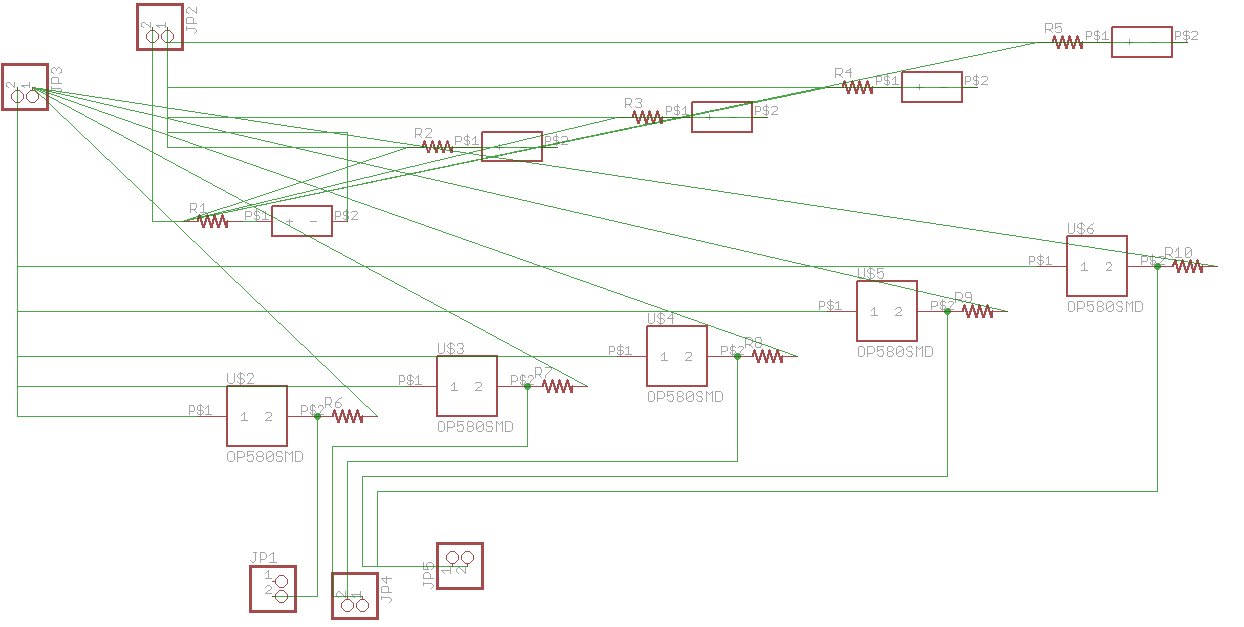 2
1
JP2
R5
P$1
+
-
P$2
R4
P$1
+
-
P$2
2
1
JP3
R3
P$1
+
-
P$2
R2
P$1
+
-
P$2
R1
P$1
+
-
P$2
U$6
P$1
1 2
P$2
R10
OP580SMD
U$5
P$1
1 2
P$2
R9
OP580SMD
U$4
P$1
1 2
P$2
R8
OP580SMD
U$3
P$1
1 2
P$2
R7
OP580SMD
U$2
P$1
1 2
P$2
R6
OP580SMD
JP1
1
2
2
1
JP4
JP5
1
2